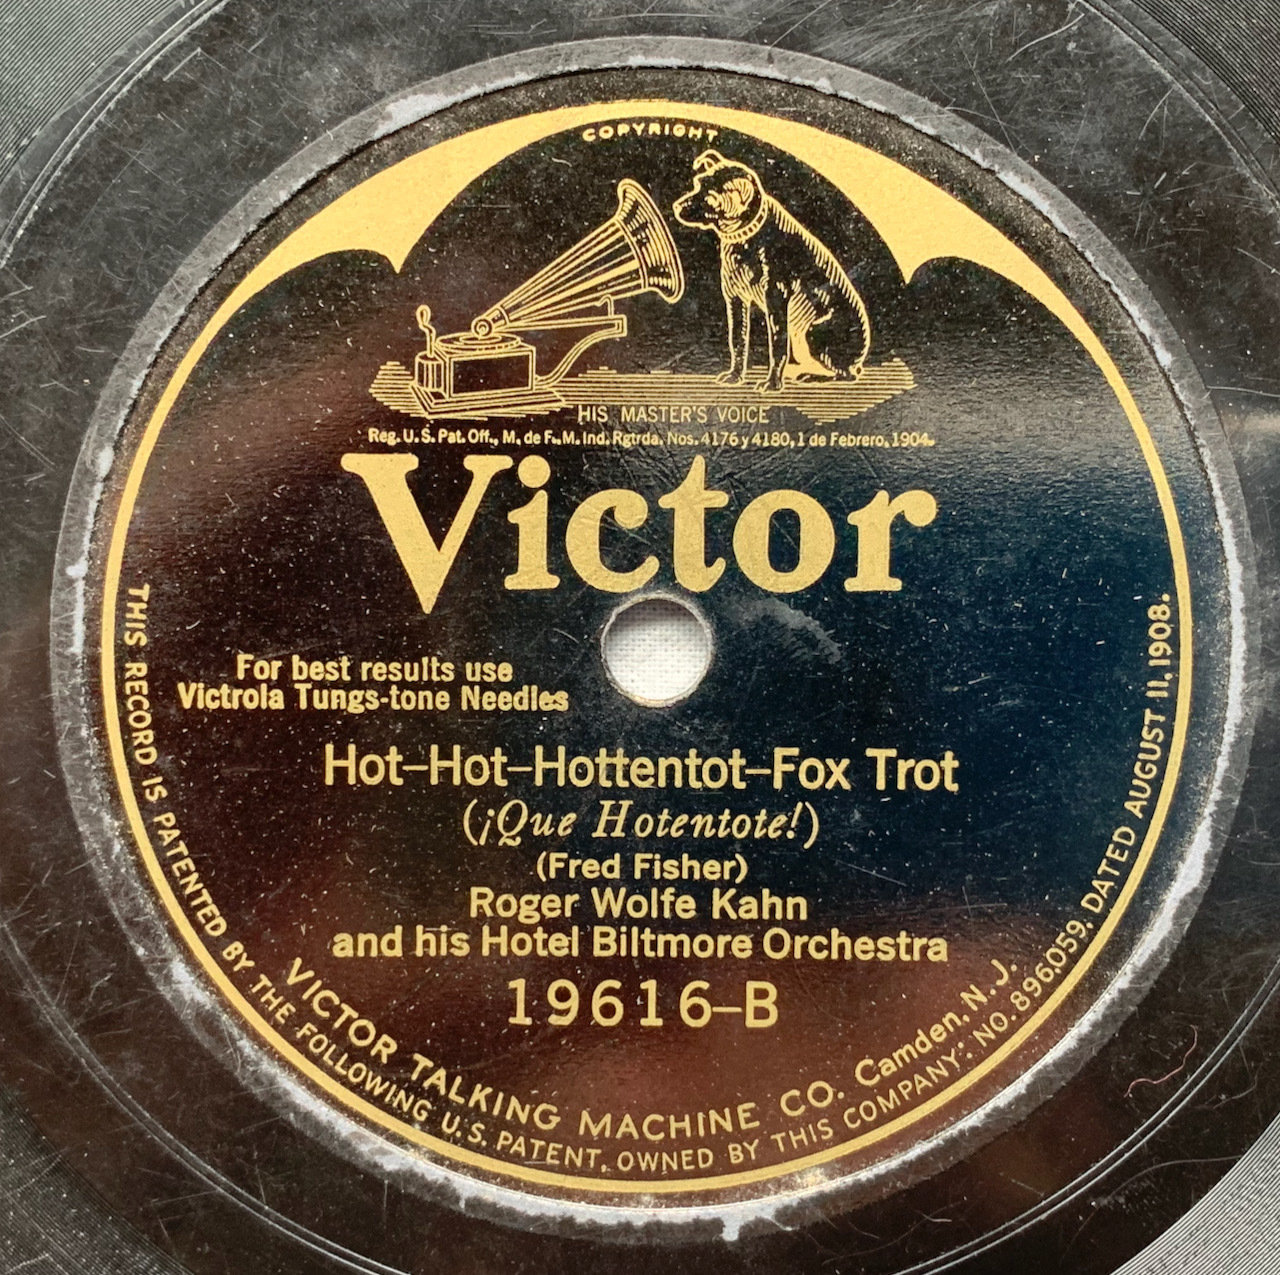 COPYRIGHT
HIS MASTER'S VOICE
Reg. U. S. Pat. Off., M. de F., M. Ind. Rgtrda. Nos. 4176 y 4180, 1 de Febrero, 1904.
Victor
For best results use
Victrola Tungs-tone Needles
Hot–Hot–Hottentot–Fox Trot
(¡Que Hotentote!)
(Fred Fisher)
Roger Wolfe Kahn
and his Hotel Biltmore Orchestra
19616–B
VICTOR TALKING MACHINE CO. Camden, N. J.
THIS RECORD IS PATENTED BY THE FOLLOWING U.S. PATENT, OWNED BY THIS COMPANY: NO. 896,059, DATED AUGUST 11, 1908.